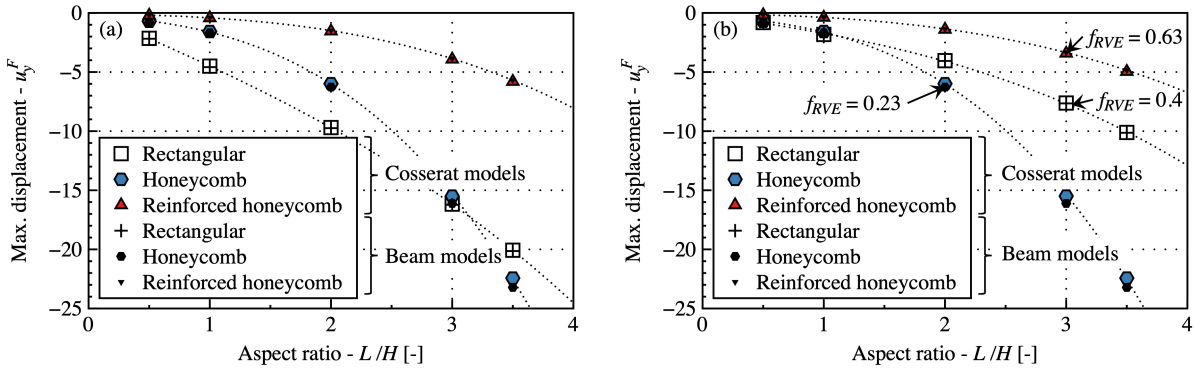 (a)
Max. displacement - u_y^F
0
−5
−10
−15
−20
−25
Rectangular
Honeycomb
Reinforced honeycomb
Cosserat models
Rectangular
Honeycomb
Reinforced honeycomb
Beam models
0 1 2 3 4
Aspect ratio - L/H [-]
(b)
Max. displacement - u_y^F
0
−5
−10
−15
−20
−25
f_RVE = 0.63
f_RVE = 0.23
f_RVE = 0.4
Rectangular
Honeycomb
Reinforced honeycomb
Cosserat models
Rectangular
Honeycomb
Reinforced honeycomb
Beam models
0 1 2 3 4
Aspect ratio - L/H [-]